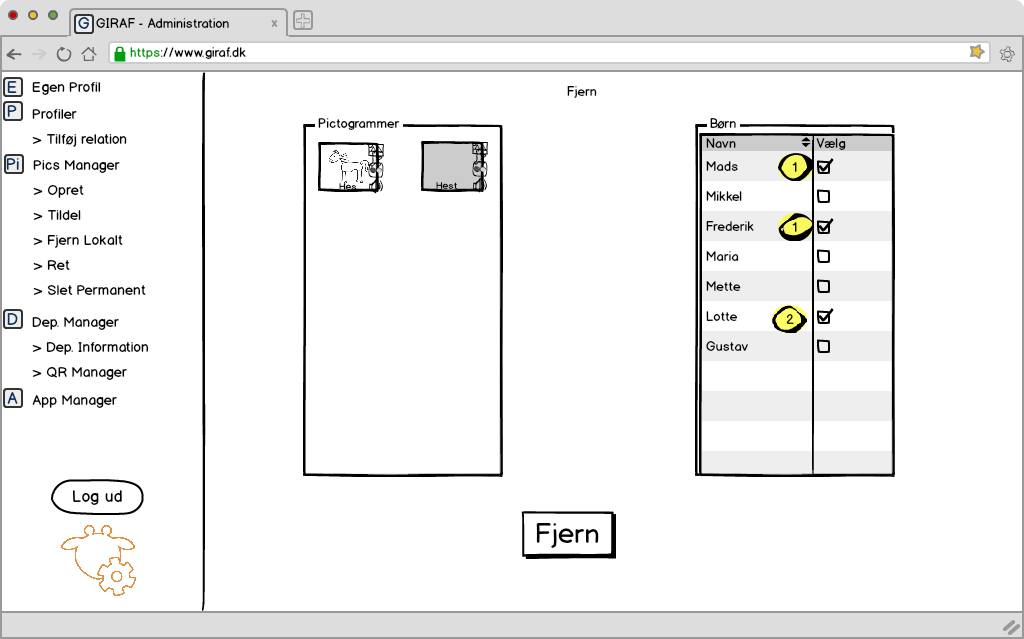 G GIRAF - Administration x
https://www.giraf.dk
E Egen Profil
P Profiler
> Tilføj relation
Pi Pics Manager
> Opret
> Tildel
> Fjern Lokalt
> Ret
> Slet Permanent
D Dep. Manager
> Dep. Information
> QR Manager
A App Manager
Log ud
Fjern
Pictogrammer
Hes
Hest
Børn
Navn Vælg
Mads 1
Mikkel
Frederik 1
Maria
Mette
Lotte 2
Gustav
Fjern